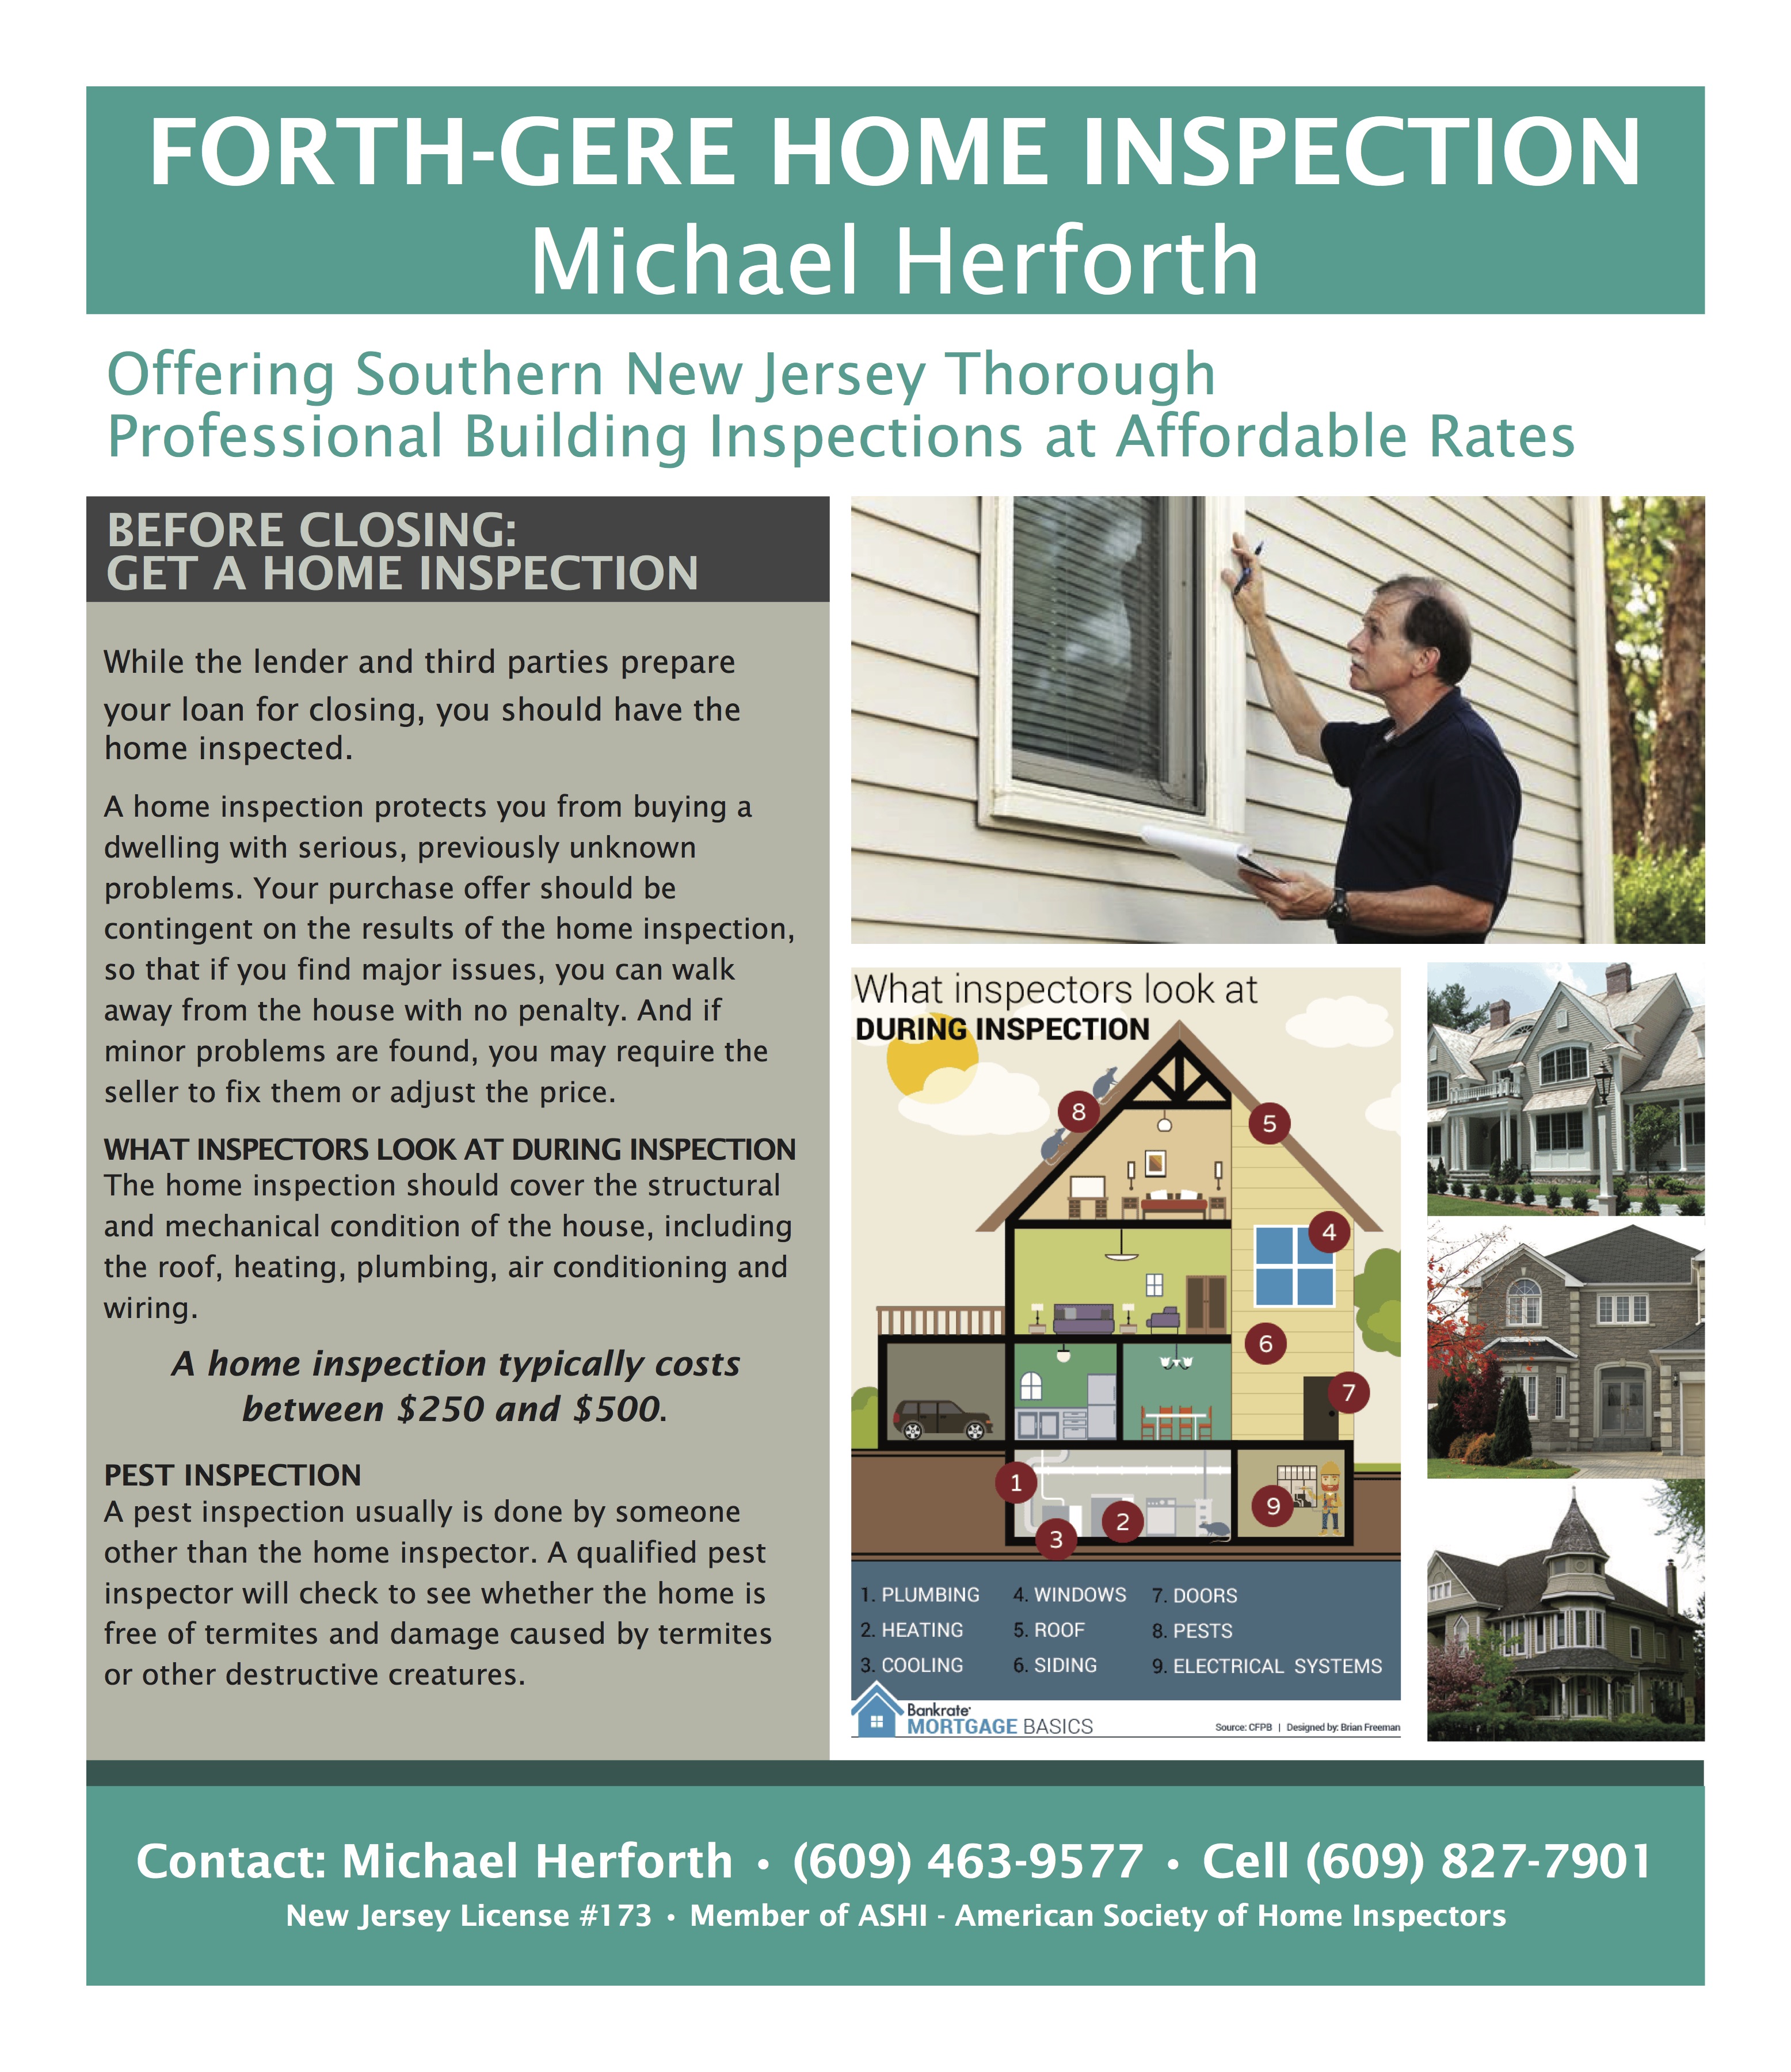 FORTH-GERE HOME INSPECTION
Michael Herforth
Offering Southern New Jersey Thorough
Professional Building Inspections at Affordable Rates
BEFORE CLOSING:
GET A HOME INSPECTION
While the lender and third parties prepare
your loan for closing, you should have the
home inspected.
A home inspection protects you from buying a
dwelling with serious, previously unknown
problems. Your purchase offer should be
contingent on the results of the home inspection,
so that if you find major issues, you can walk
away from the house with no penalty. And if
minor problems are found, you may require the
seller to fix them or adjust the price.
WHAT INSPECTORS LOOK AT DURING INSPECTION
The home inspection should cover the structural
and mechanical condition of the house, including
the roof, heating, plumbing, air conditioning and
wiring.
A home inspection typically costs
between $250 and $500.
PEST INSPECTION
A pest inspection usually is done by someone
other than the home inspector. A qualified pest
inspector will check to see whether the home is
free of termites and damage caused by termites
or other destructive creatures.
What inspectors look at
DURING INSPECTION
8
5
4
6
7
1
2
3
9
1. PLUMBING 4. WINDOWS 7. DOORS
2. HEATING 5. ROOF 8. PESTS
3. COOLING 6. SIDING 9. ELECTRICAL SYSTEMS
Bankrate
MORTGAGE BASICS
Source: CFPB | Designed by: Brian Freeman
Contact: Michael Herforth • (609) 463-9577 • Cell (609) 827-7901
New Jersey License #173 • Member of ASHI - American Society of Home Inspectors